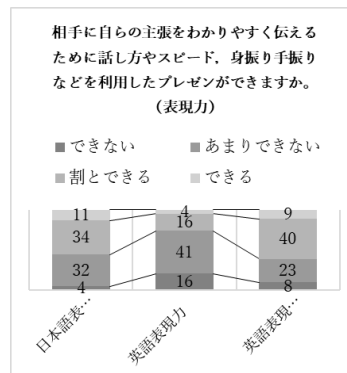 相手に自らの主張をわかりやすく伝える
ために話し方やスピード，身振り手振り
などを利用したプレゼンができますか。
（表現力）
できない あまりできない
割とできる できる
11 4 9
34 16 40
32 41 23
4 16 8
日本語表… 英語表現力 英語表現…